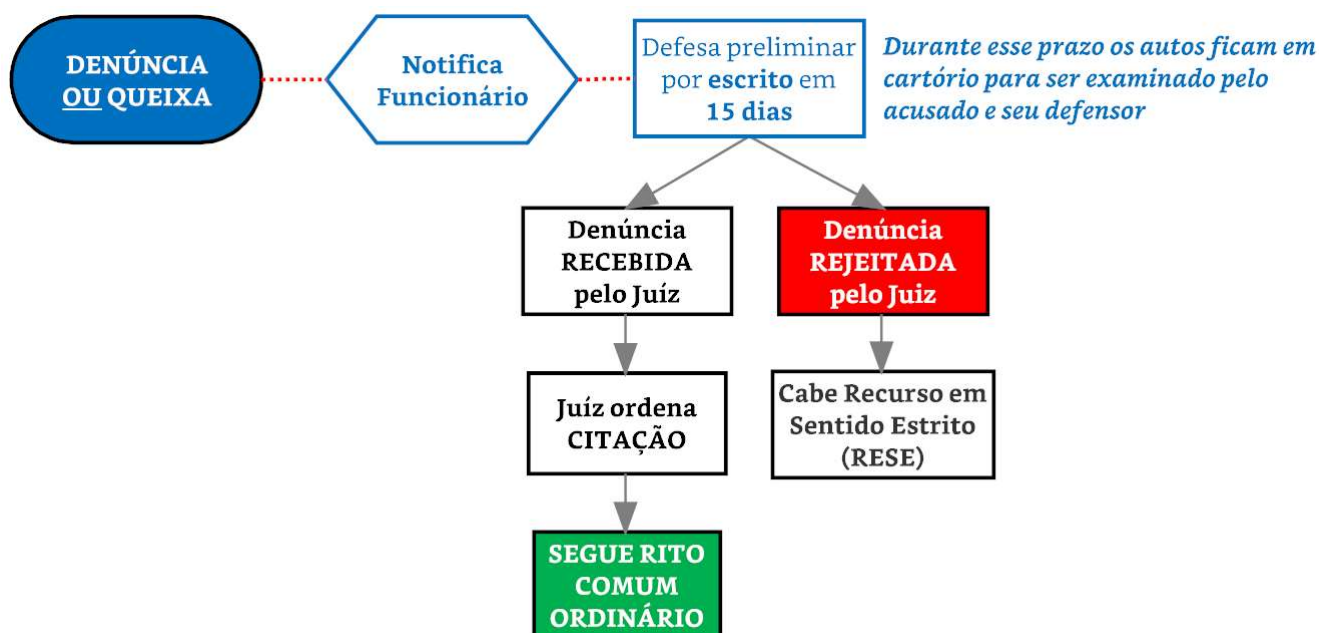 DENÚNCIA
OU QUEIXA
Notifica
Funcionário
Defesa preliminar
por escrito em
15 dias
Durante esse prazo os autos ficam em
cartório para ser examinado pelo
acusado e seu defensor
Denúncia
RECEBIDA
pelo Juíz
Denúncia
REJEITADA
pelo Juiz
Juíz ordena
CITAÇÃO
Cabe Recurso em
Sentido Estrito
(RESE)
SEGUE RITO
COMUM
ORDINÁRIO